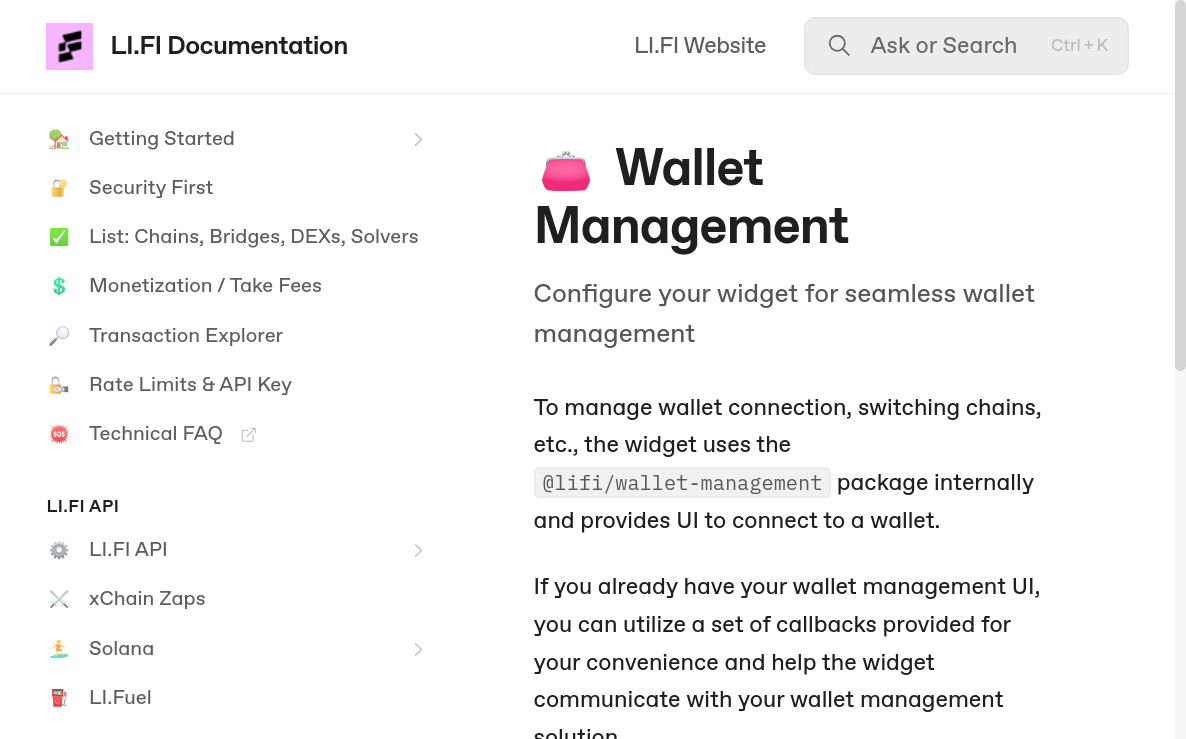 LI.FI Documentation
LI.FI Website
Ask or Search
Ctrl+K
Getting Started
Security First
List: Chains, Bridges, DEXs, Solvers
Monetization / Take Fees
Transaction Explorer
Rate Limits & API Key
SOS
Technical FAQ
LI.FI API
LI.FI API
xChain Zaps
Solana
LI.Fuel
Wallet
Management
Configure your widget for seamless wallet
management
To manage wallet connection, switching chains,
etc., the widget uses the
@lifi/wallet-management package internally
and provides UI to connect to a wallet.
If you already have your wallet management UI,
you can utilize a set of callbacks provided for
your convenience and help the widget
communicate with your wallet management
solution.